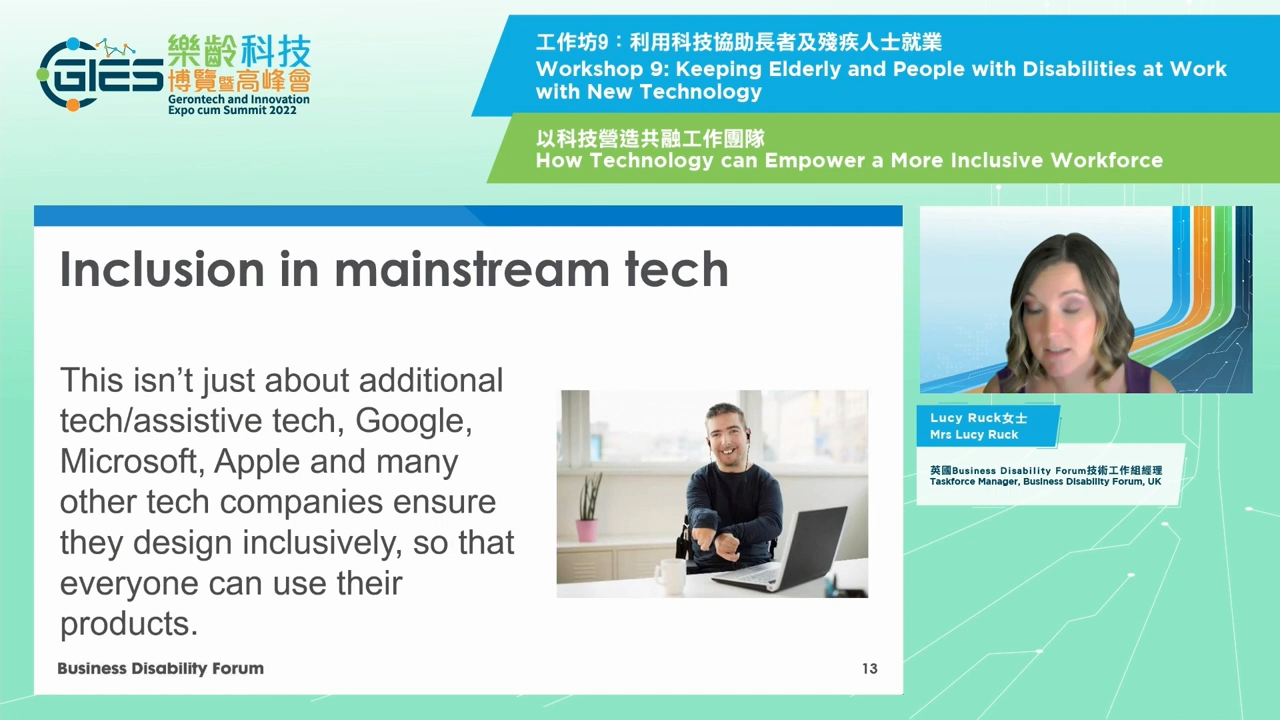 GIES
樂齡科技
博覽暨高峰會
Gerontech and Innovation
Expo cum Summit 2022
工作坊9：利用科技協助長者及殘疾人士就業
Workshop 9: Keeping Elderly and People with Disabilities at Work
with New Technology
以科技營造共融工作團隊
How Technology can Empower a More Inclusive Workforce
Inclusion in mainstream tech
This isn’t just about additional
tech/assistive tech, Google,
Microsoft, Apple and many
other tech companies ensure
they design inclusively, so that
everyone can use their
products.
Business Disability Forum
13
Lucy Ruck女士
Mrs Lucy Ruck
英國Business Disability Forum技術工作組經理
Taskforce Manager, Business Disability Forum, UK